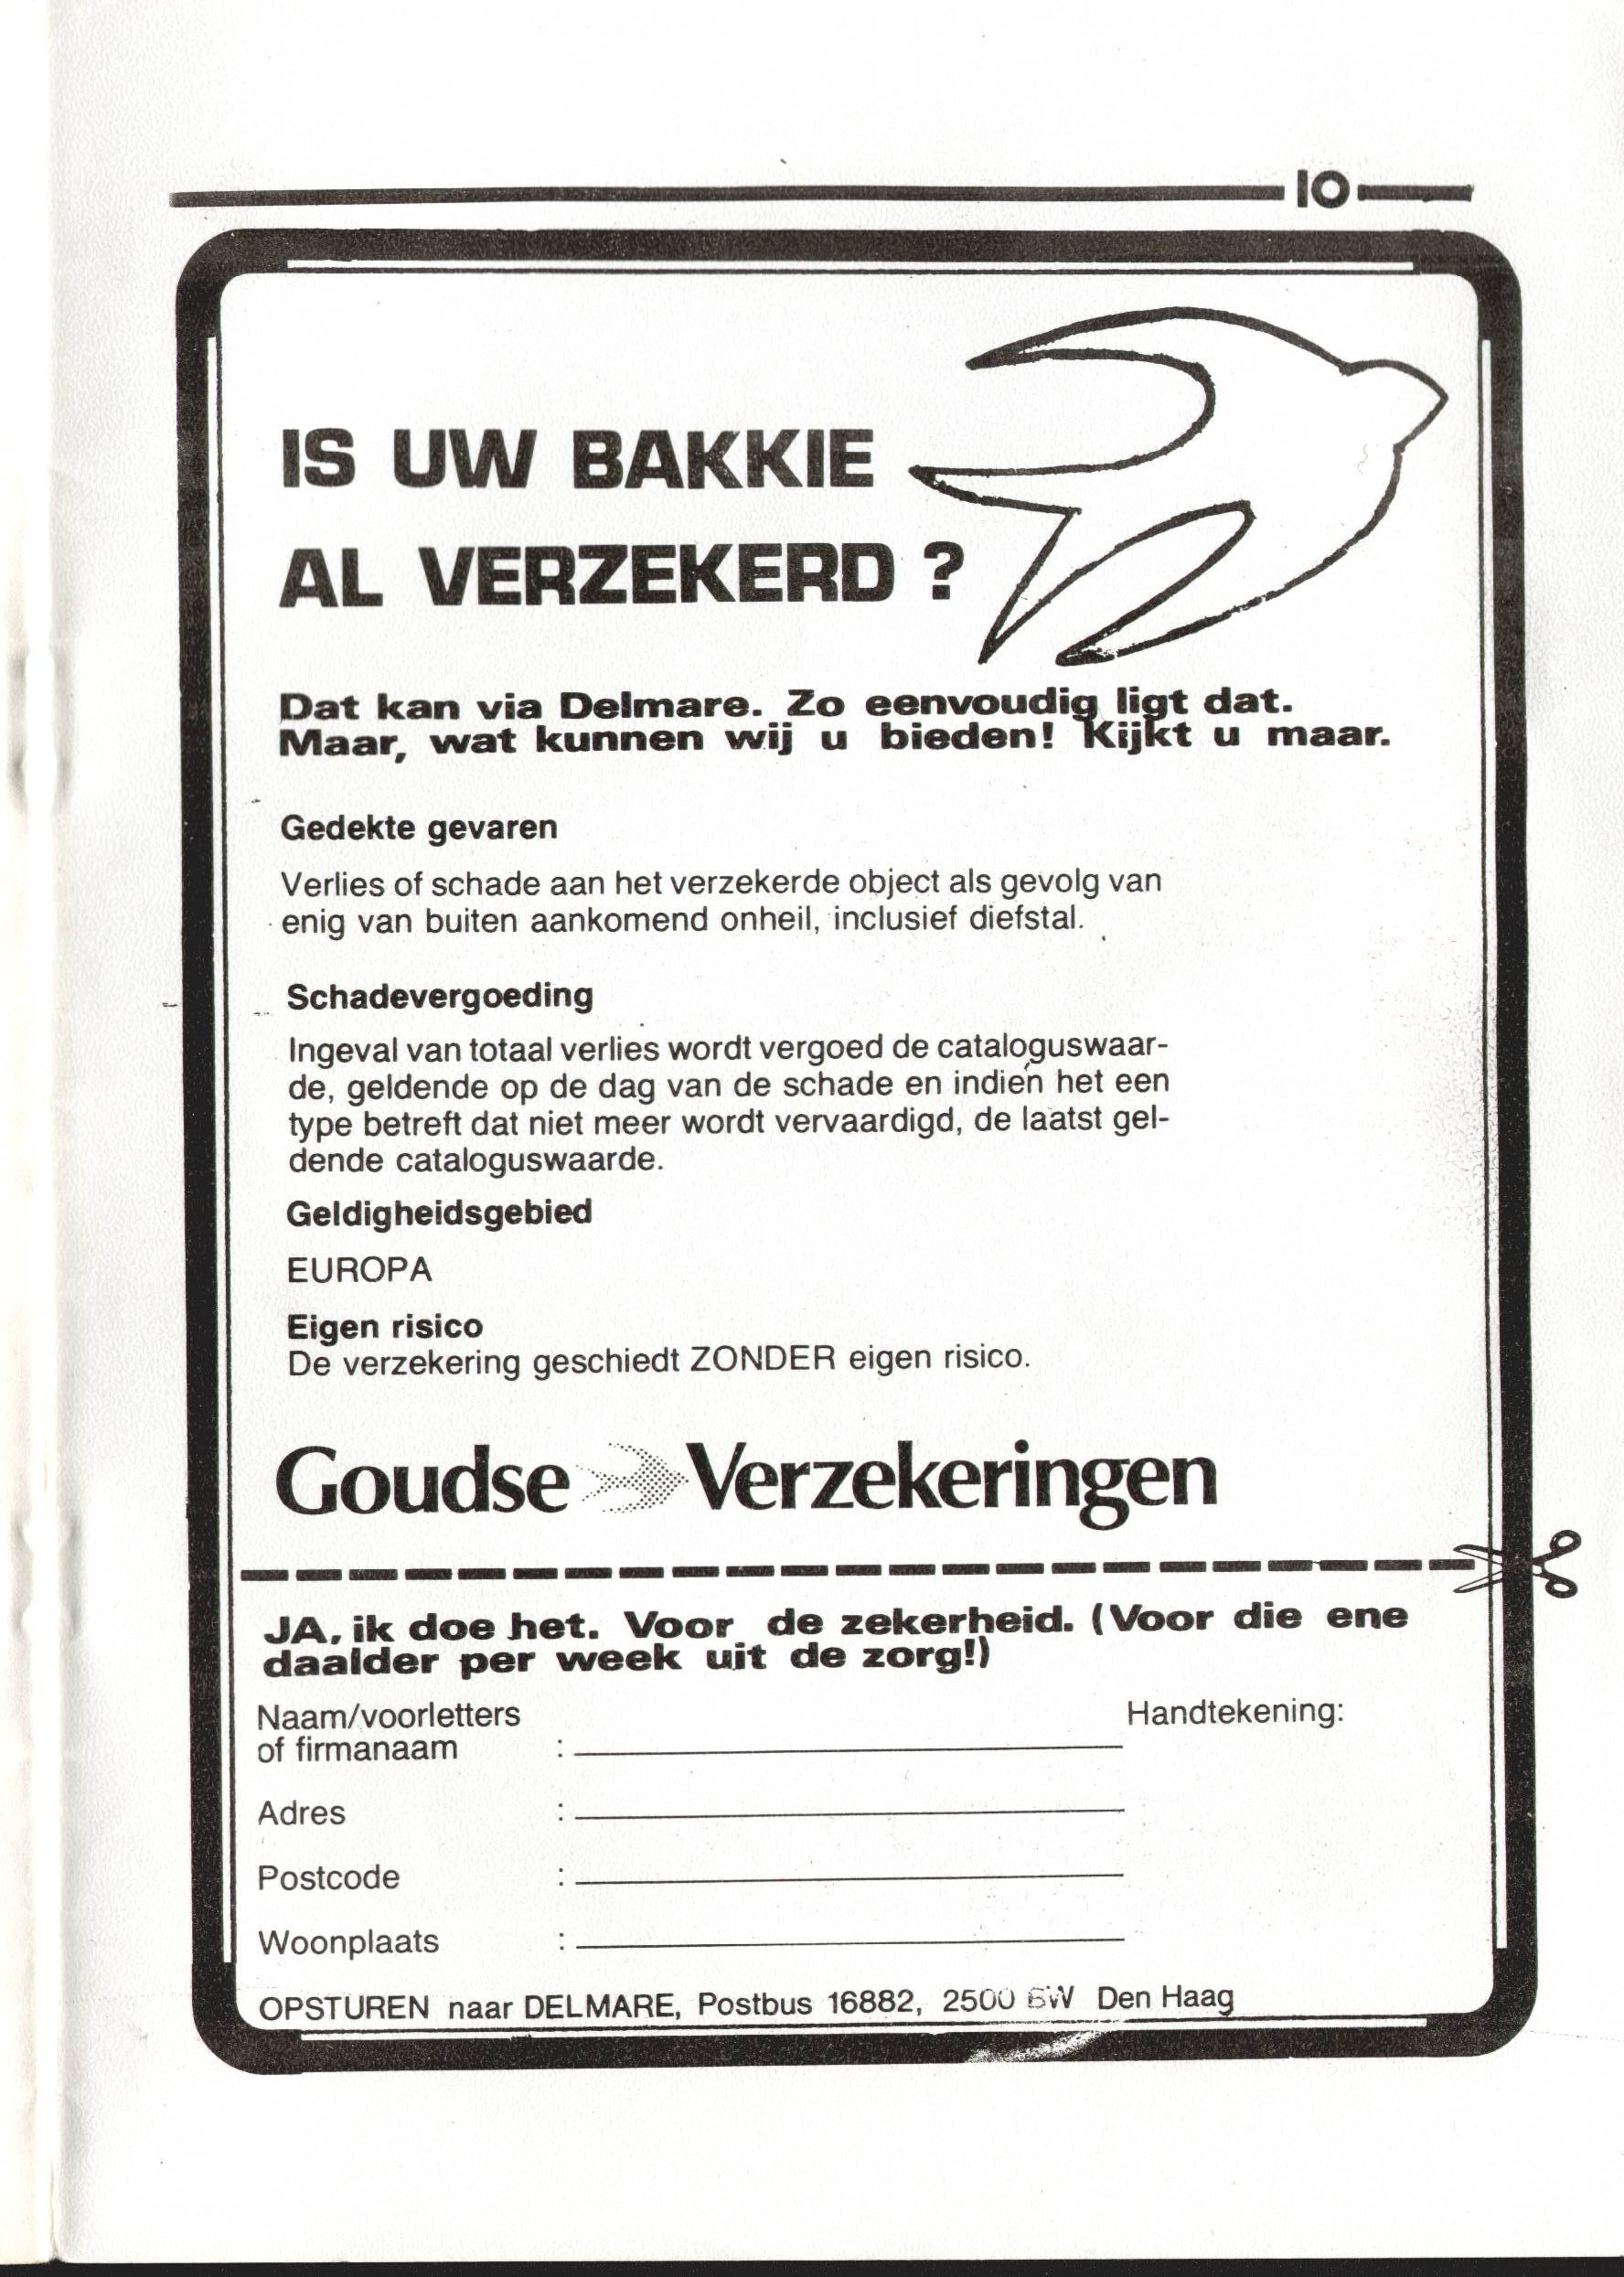 10
IS UW BAKKIE
AL VERZEKERD ?
Dat kan via Delmare. Zo eenvoudig ligt dat.
Maar, wat kunnen wij u bieden! Kijkt u maar.
Gedekte gevaren
Verlies of schade aan het verzekerde object als gevolg van
enig van buiten aankomend onheil, inclusief diefstal.
Schadevergoeding
Ingeval van totaal verlies wordt vergoed de cataloguswaar-
de, geldende op de dag van de schade en indien het een
type betreft dat niet meer wordt vervaardigd, de laatst gel-
dende cataloguswaarde.
Geldigheidsgebied
EUROPA
Eigen risico
De verzekering geschiedt ZONDER eigen risico.
Goudse Verzekeringen
JA, ik doe het. Voor de zekerheid. (Voor die ene
daalder per week uit de zorg!)
Naam/voorletters Handtekening:
of firmanaam :
Adres :
Postcode :
Woonplaats :
OPSTUREN naar DELMARE, Postbus 16882, 2500 Den Haag